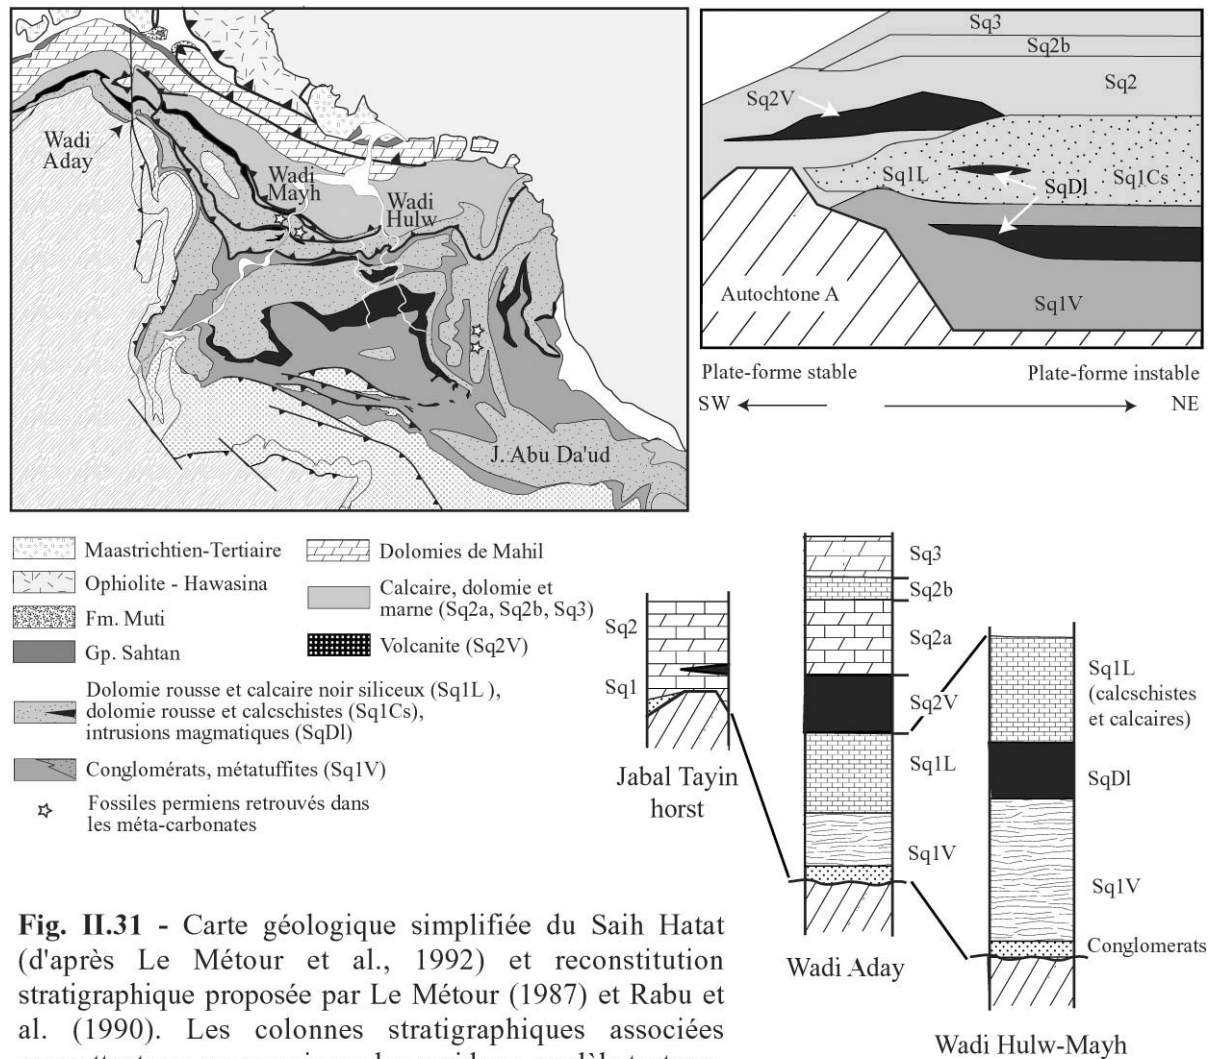 Wadi
Aday
Wadi
Mayh
Wadi
Hulw
J. Abu Da'ud
Sq3
Sq2b
Sq2V
Sq2
Sq1L
SqDl
Sq1Cs
Autochtone A
Sq1V
Plate-forme stable
Plate-forme instable
SW
NE
Maastrichtien-Tertiaire
Ophiolite - Hawasina
Fm. Muti
Gp. Sahtan
Dolomies de Mahil
Calcaire, dolomie et
marne (Sq2a, Sq2b, Sq3)
Volcanite (Sq2V)
Dolomie rousse et calcaire noir siliceux (Sq1L ),
dolomie rousse et calcschistes (Sq1Cs),
intrusions magmatiques (SqDl)
Conglomérats, métatuffites (Sq1V)
Fossiles permiens retrouvés dans
les méta-carbonates
Sq2
Sq1
Jabal Tayin
horst
Sq3
Sq2b
Sq2a
Sq2V
Sq1L
Sq1V
Wadi Aday
Sq1L
(calcschistes
et calcaires)
SqDl
Sq1V
Conglomerats
Wadi Hulw-Mayh
Fig. II.31 - Carte géologique simplifiée du Saih Hatat
(d'après Le Métour et al., 1992) et reconstitution
stratigraphique proposée par Le Métour (1987) et Rabu et
al. (1990). Les colonnes stratigraphiques associées